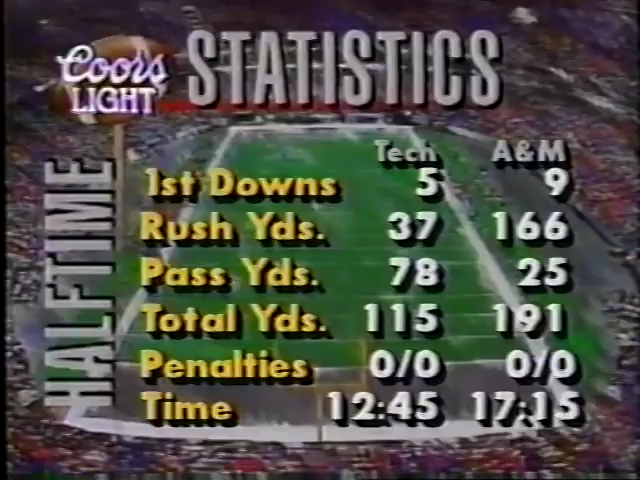 Coors
LIGHT
STATISTICS
HALFTIME
Tech A&M
1st Downs 5 9
Rush Yds. 37 166
Pass Yds. 78 25
Total Yds. 115 191
Penalties 0/0 0/0
Time 12:45 17:15